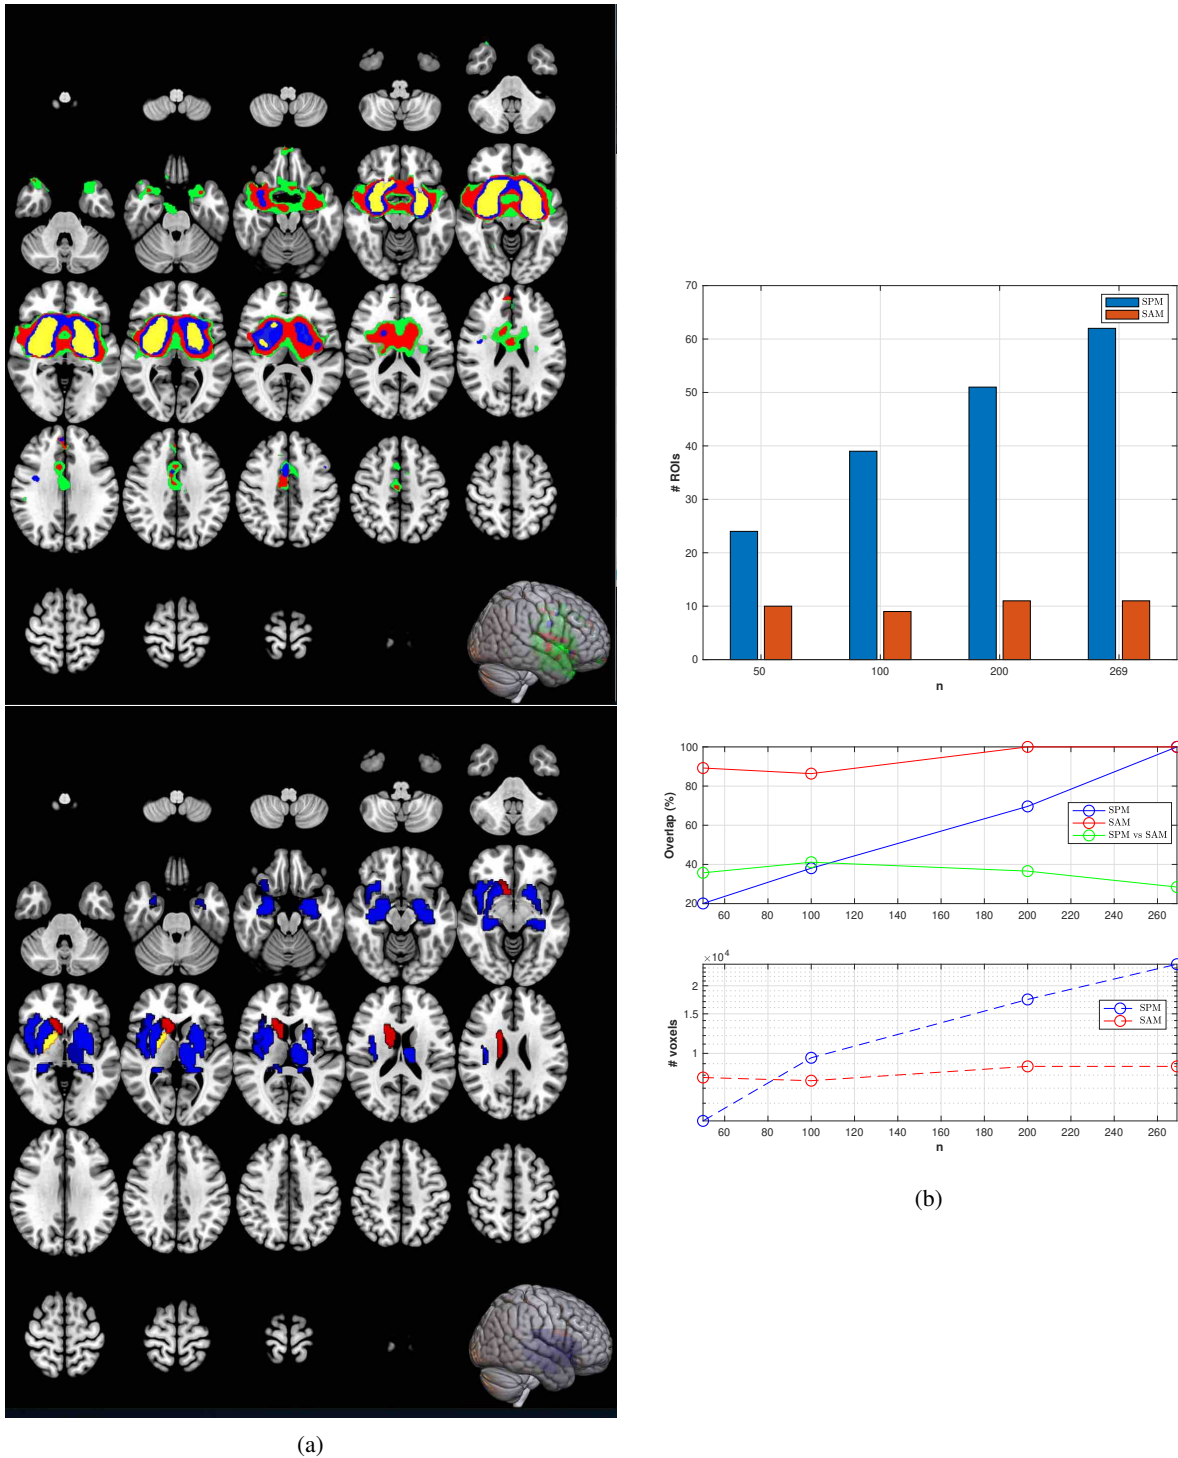 70
60
50
40
30
20
10
0
# ROIs
SPM
SAM
50 100 200 269
n
100
80
60
40
20
Overlap (%)
SPM
SAM
SPM vs SAM
60 80 100 120 140 160 180 200 220 240 260
×10⁴
2
1.5
1
# voxels
SPM
SAM
60 80 100 120 140 160 180 200 220 240 260
n
(b)
(a)